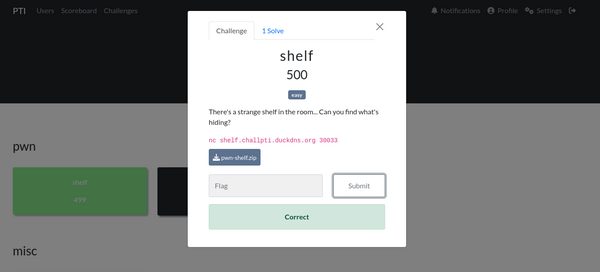 PTI Users Scoreboard Challenges Notifications Profile Settings
Challenge 1 Solve ×
shelf
500
easy
There's a strange shelf in the room... Can you find what's
hiding?
nc shelf.challpti.duckdns.org 30033
pwn-shelf.zip
Flag Submit
Correct
pwn
shelf
499
misc